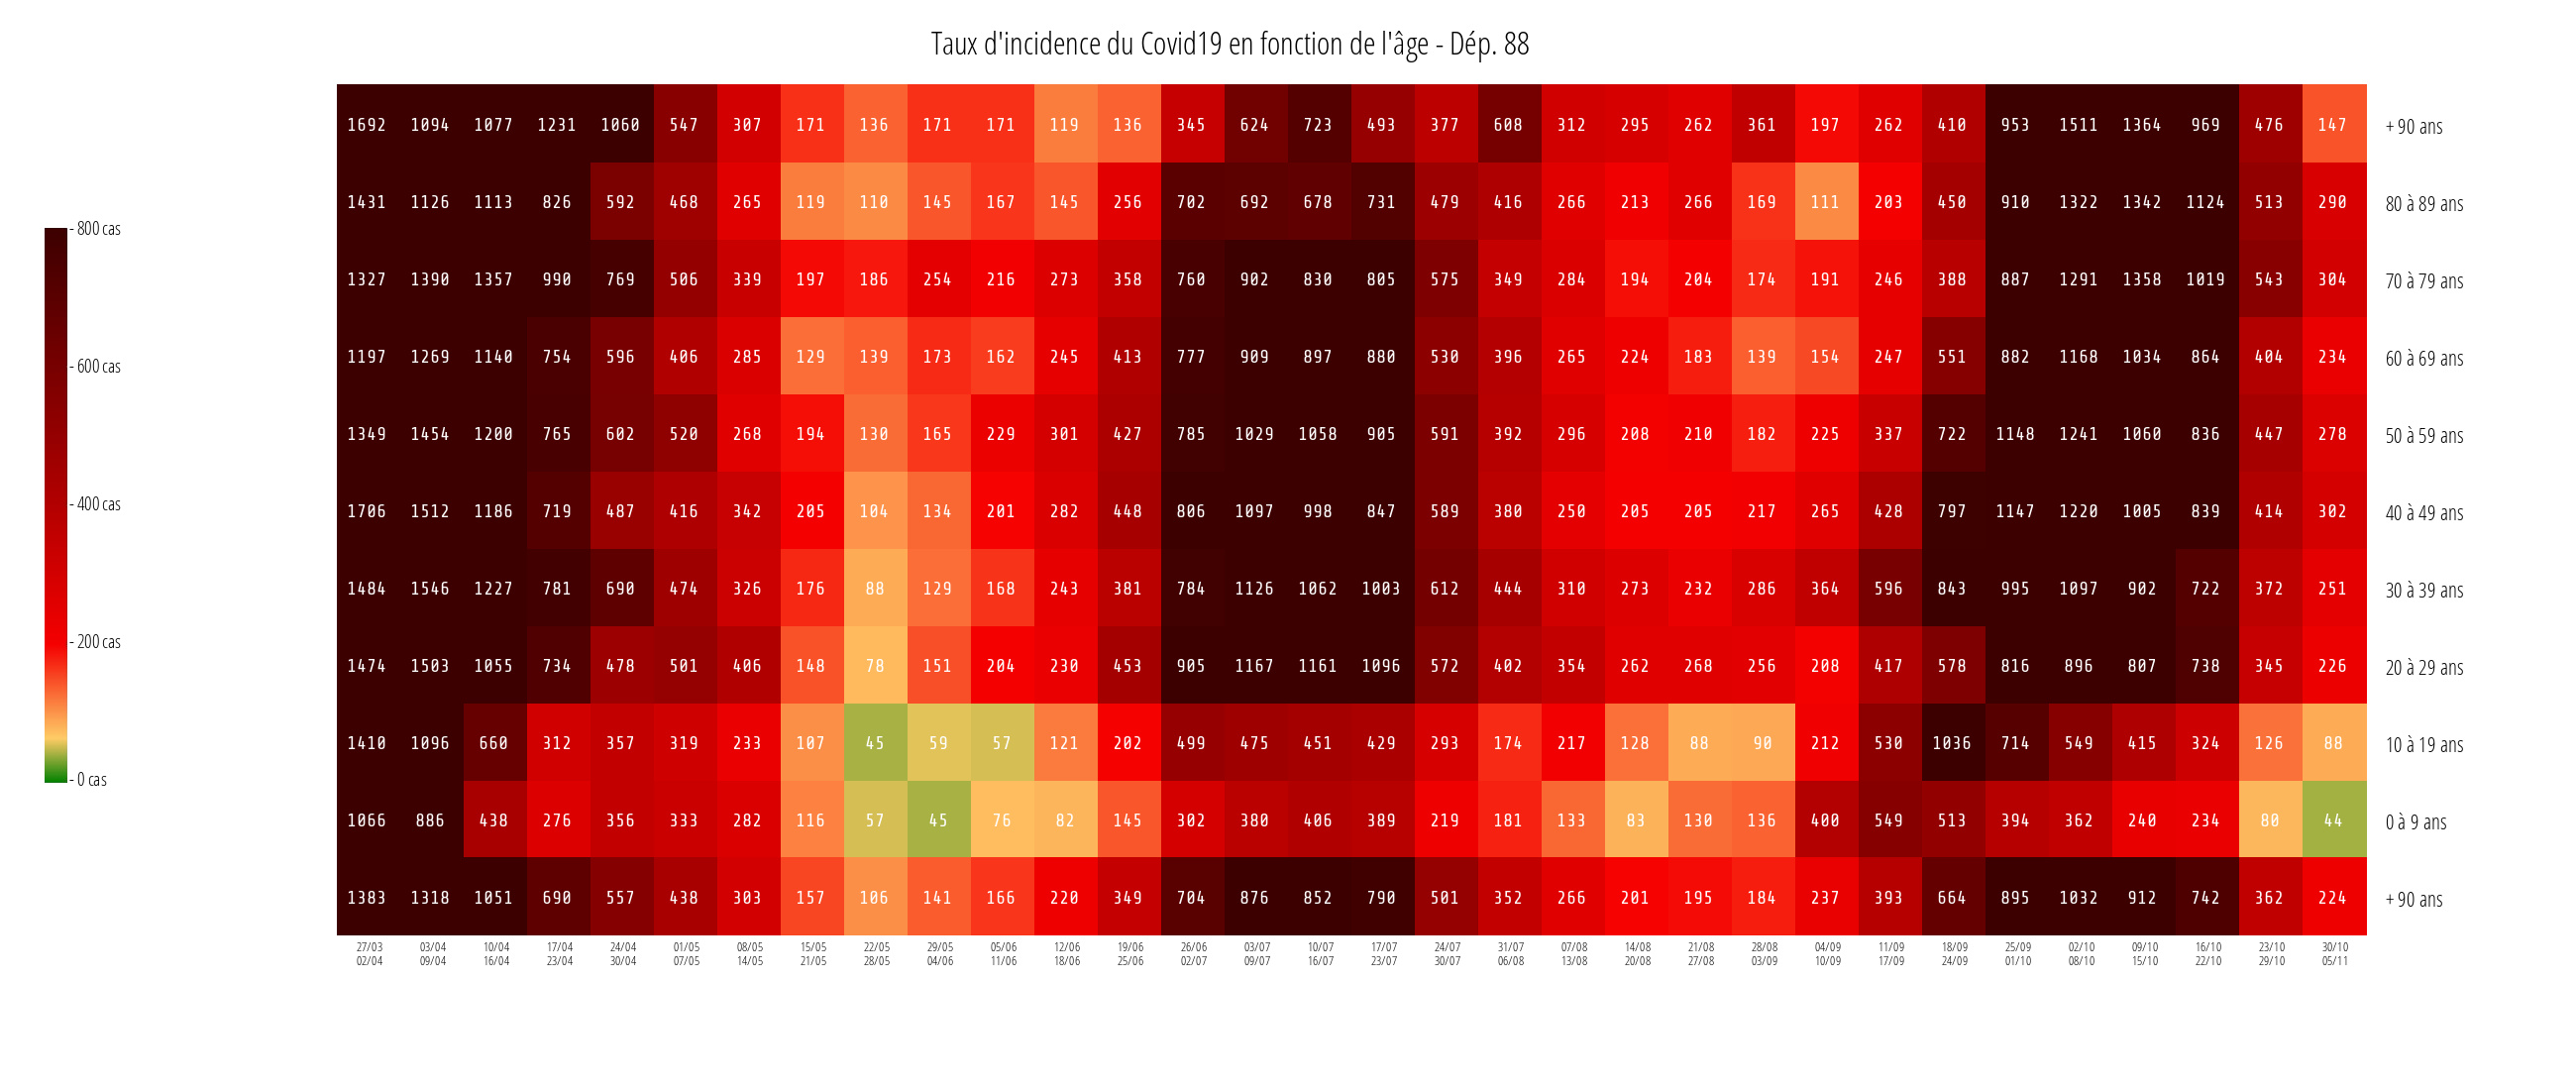 Taux d'incidence du Covid19 en fonction de l'âge - Dép. 88
- 800 cas
- 600 cas
- 400 cas
- 200 cas
- 0 cas
1692 1094 1077 1231 1060 547 307 171 136 171 171 119 136 345 624 723 493 377 608 312 295 262 361 197 262 410 953 1511 1364 969 476 147 + 90 ans
1431 1126 1113 826 592 468 265 119 110 145 167 145 256 702 692 678 731 479 416 266 213 266 169 111 203 450 910 1322 1342 1124 513 290 80 à 89 ans
1327 1390 1357 990 769 506 339 197 186 254 216 273 358 760 902 830 805 575 349 284 194 204 174 191 246 388 887 1291 1358 1019 543 304 70 à 79 ans
1197 1269 1140 754 596 406 285 129 139 173 162 245 413 777 909 897 880 530 396 265 224 183 139 154 247 551 882 1168 1034 864 404 234 60 à 69 ans
1349 1454 1200 765 602 520 268 194 130 165 229 301 427 785 1029 1058 905 591 392 296 208 210 182 225 337 722 1148 1241 1060 836 447 278 50 à 59 ans
1706 1512 1186 719 487 416 342 205 104 134 201 282 448 806 1097 998 847 589 380 250 205 205 217 265 428 797 1147 1220 1005 839 414 302 40 à 49 ans
1484 1546 1227 781 690 474 326 176 88 129 168 243 381 784 1126 1062 1003 612 444 310 273 232 286 364 596 843 995 1097 902 722 372 251 30 à 39 ans
1474 1503 1055 734 478 501 406 148 78 151 204 230 453 905 1167 1161 1096 572 402 354 262 268 256 208 417 578 816 896 807 738 345 226 20 à 29 ans
1410 1096 660 312 357 319 233 107 45 59 57 121 202 499 475 451 429 293 174 217 128 88 90 212 530 1036 714 549 415 324 126 88 10 à 19 ans
1066 886 438 276 356 333 282 116 57 45 76 82 145 302 380 406 389 219 181 133 83 130 136 400 549 513 394 362 240 234 80 44 0 à 9 ans
1383 1318 1051 690 557 438 303 157 106 141 166 220 349 704 876 852 790 501 352 266 201 195 184 237 393 664 895 1032 912 742 362 224 + 90 ans
27/03 03/04 10/04 17/04 24/04 01/05 08/05 15/05 22/05 29/05 05/06 12/06 19/06 26/06 03/07 10/07 17/07 24/07 31/07 07/08 14/08 21/08 28/08 04/09 11/09 18/09 25/09 02/10 09/10 16/10 23/10 30/10
02/04 09/04 16/04 23/04 30/04 07/05 14/05 21/05 28/05 04/06 11/06 18/06 25/06 02/07 09/07 16/07 23/07 30/07 06/08 13/08 20/08 27/08 03/09 10/09 17/09 24/09 01/10 08/10 15/10 22/10 29/10 05/11